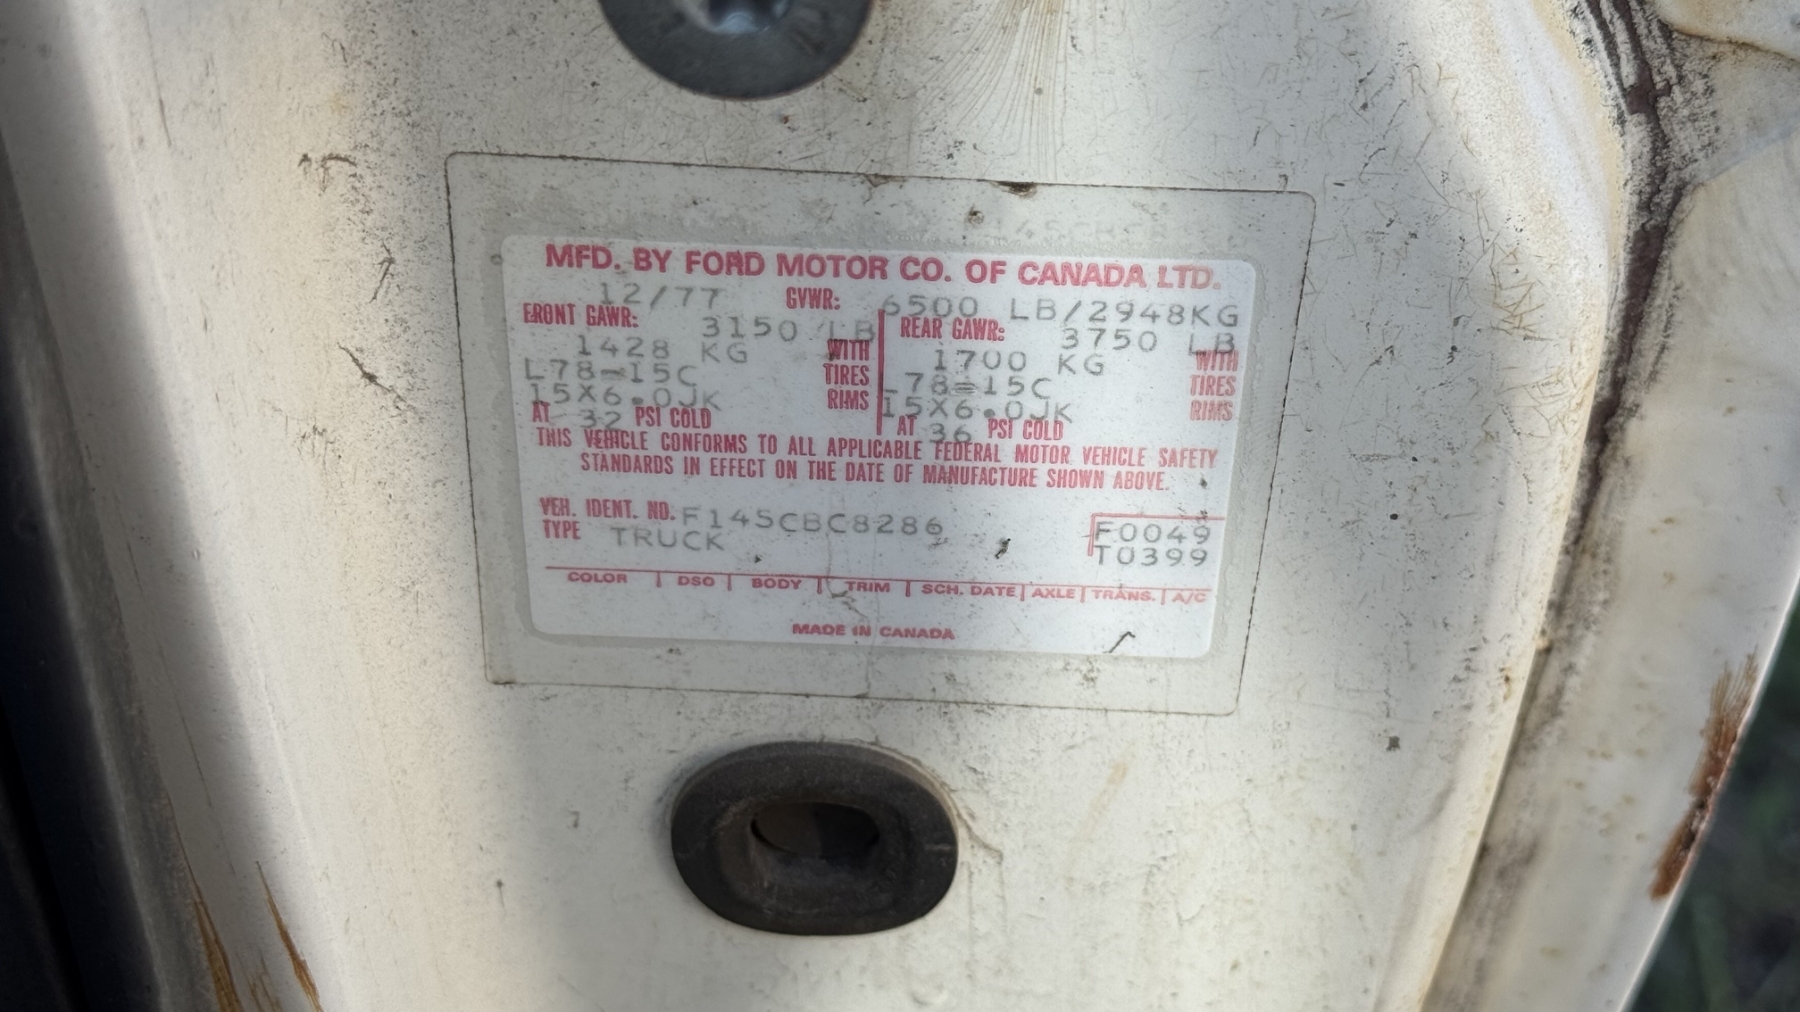 MFD. BY FORD MOTOR CO. OF CANADA LTD.
12/77 GVWR: 6500 LB/2948KG
FRONT GAWR: 3150 LB REAR GAWR: 3750 LB
1428 KG WITH 1700 KG WITH
L78-15C TIRES L78-15C TIRES
15X6.0JK RIMS 15X6.0JK RIMS
AT 32 PSI COLD AT 36 PSI COLD
THIS VEHICLE CONFORMS TO ALL APPLICABLE FEDERAL MOTOR VEHICLE SAFETY
STANDARDS IN EFFECT ON THE DATE OF MANUFACTURE SHOWN ABOVE.
VEH. IDENT. NO. F14SCBC8286 F0049
TYPE TRUCK T0399
COLOR DSO BODY TRIM SCH. DATE AXLE TRANS. A/C
MADE IN CANADA